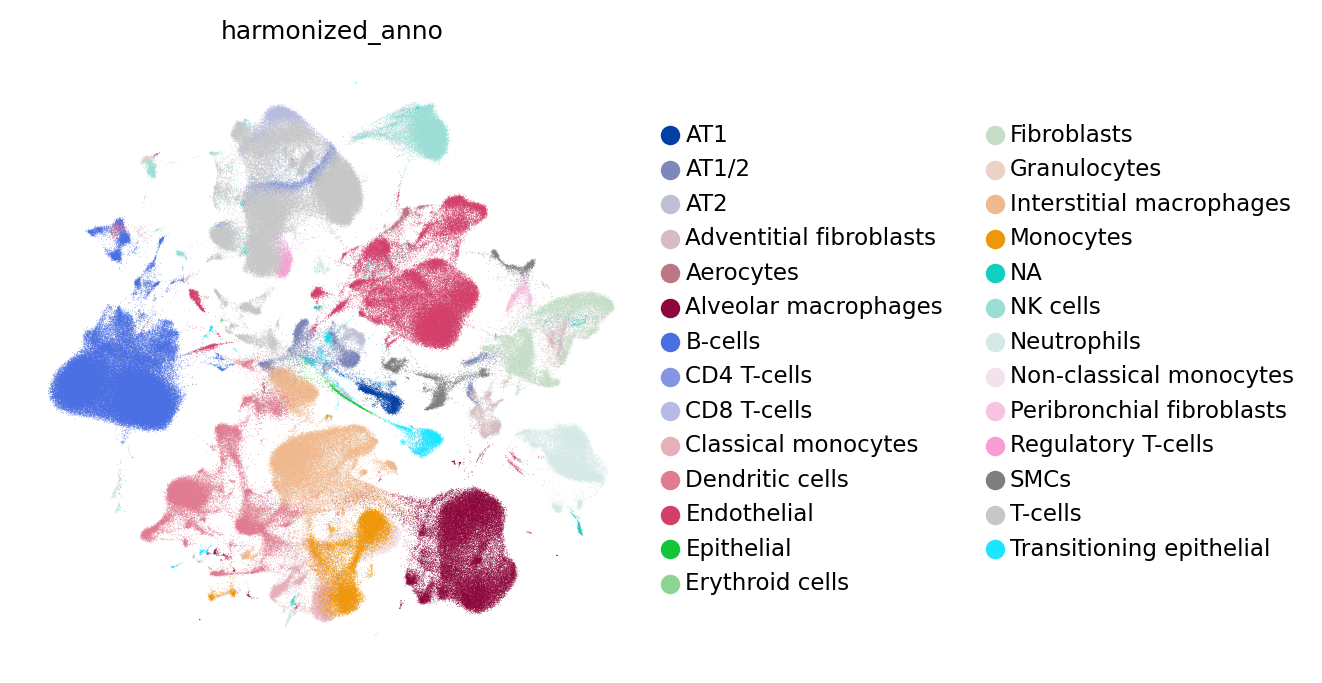 harmonized_anno
AT1
AT1/2
AT2
Adventitial fibroblasts
Aerocytes
Alveolar macrophages
B-cells
CD4 T-cells
CD8 T-cells
Classical monocytes
Dendritic cells
Endothelial
Epithelial
Erythroid cells
Fibroblasts
Granulocytes
Interstitial macrophages
Monocytes
NA
NK cells
Neutrophils
Non-classical monocytes
Peribronchial fibroblasts
Regulatory T-cells
SMCs
T-cells
Transitioning epithelial